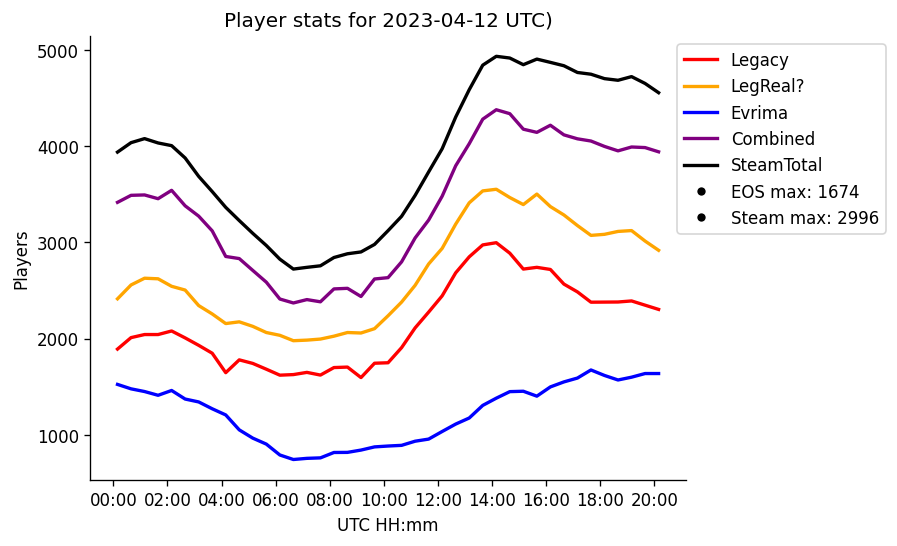 Player stats for 2023-04-12 UTC)
5000
4000
3000
2000
1000
Players
00:00 02:00 04:00 06:00 08:00 10:00 12:00 14:00 16:00 18:00 20:00
UTC HH:mm
Legacy
LegReal?
Evrima
Combined
SteamTotal
EOS max: 1674
Steam max: 2996